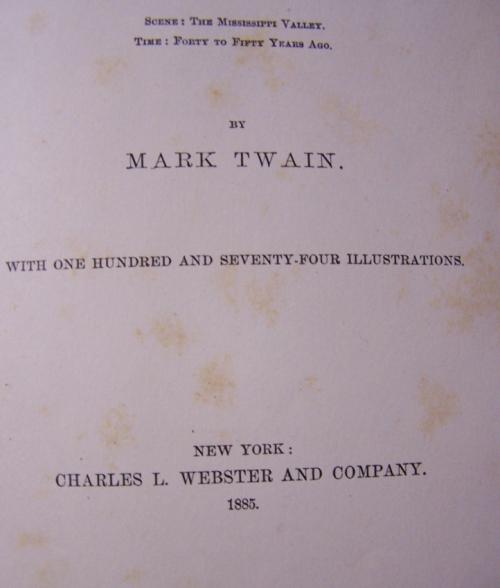 Scene: The Mississippi Valley.
Time: Forty to Fifty Years Ago.
BY
MARK TWAIN.
WITH ONE HUNDRED AND SEVENTY-FOUR ILLUSTRATIONS.
NEW YORK:
CHARLES L. WEBSTER AND COMPANY.
1885.